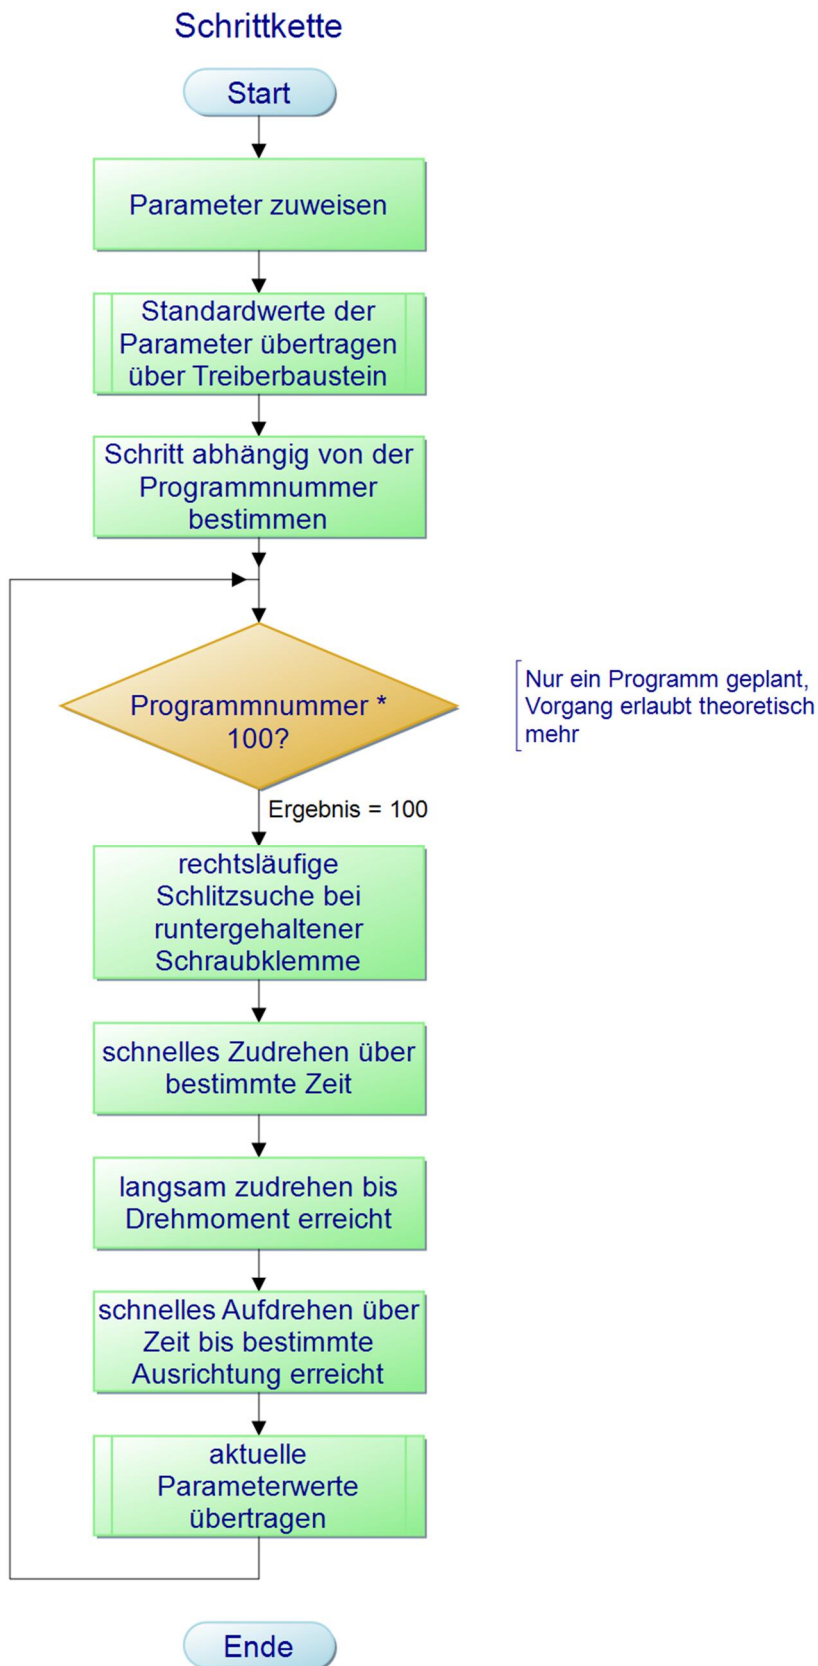 Schrittkette
Start
Parameter zuweisen
Standardwerte der
Parameter übertragen
über Treiberbaustein
Schritt abhängig von der
Programmnummer
bestimmen
Programmnummer *
100?
Nur ein Programm geplant,
Vorgang erlaubt theoretisch
mehr
Ergebnis = 100
rechtsläufige
Schlitzsuche bei
runtergehaltener
Schraubklemme
schnelles Zudrehen über
bestimmte Zeit
langsam zudrehen bis
Drehmoment erreicht
schnelles Aufdrehen über
Zeit bis bestimmte
Ausrichtung erreicht
aktuelle
Parameterwerte
übertragen
Ende